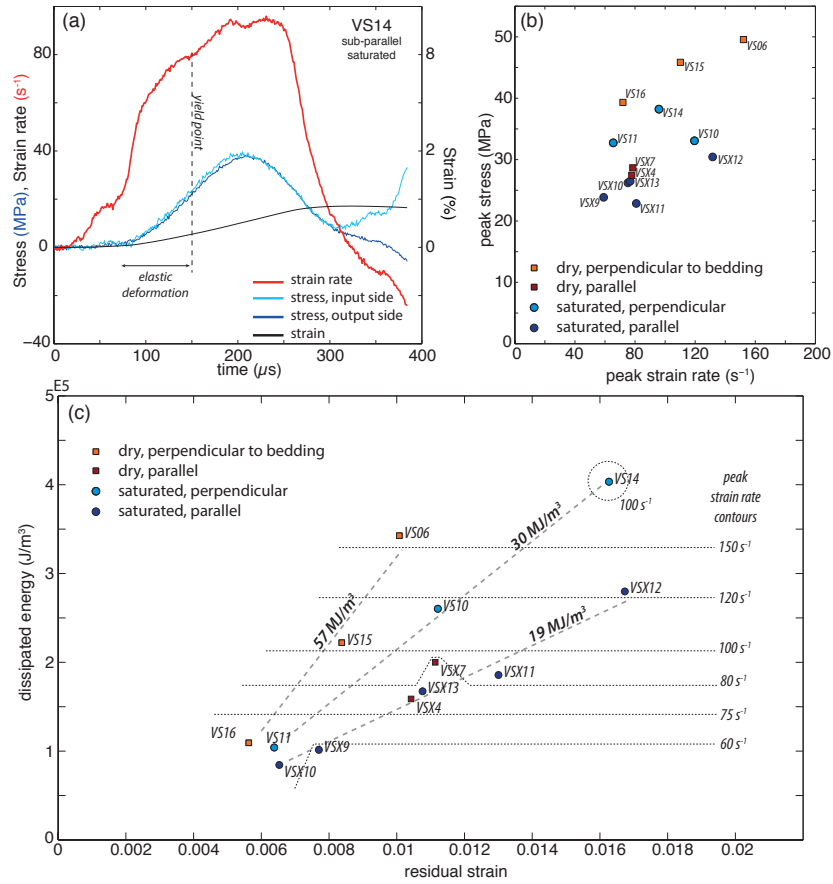 (a)
VS14
sub-parallel
saturated
80
40
0
−40
8
2
0
Stress (MPa), Strain rate (s⁻¹)
Strain (%)
yield point
elastic
deformation
strain rate
stress, input side
stress, output side
strain
0
100
200
300
400
time (µs)
(b)
50
40
30
20
10
0
peak stress (MPa)
VS06
VS15
VS16
VS14
VS11
VS10
VSX12
VSX7
VSX4
VSX13
VSX10
VSX9
VSX11
dry, perpendicular to bedding
dry, parallel
saturated, perpendicular
saturated, parallel
0
40
80
120
160
200
peak strain rate (s⁻¹)
(c)
5
E5
4
3
2
1
0
dissipated energy (J/m³)
dry, perpendicular to bedding
dry, parallel
saturated, perpendicular
saturated, parallel
VS14
100 s⁻¹
peak
strain rate
contours
VS06
150 s⁻¹
30 MJ/m³
VSX12
120 s⁻¹
VS10
57 MJ/m³
19 MJ/m³
VS15
100 s⁻¹
VSX7
VSX11
80 s⁻¹
VSX13
VSX4
75 s⁻¹
VS16
VS11
VSX9
60 s⁻¹
VSX10
0
0.002
0.004
0.006
0.008
0.01
0.012
0.014
0.016
0.018
0.02
residual strain